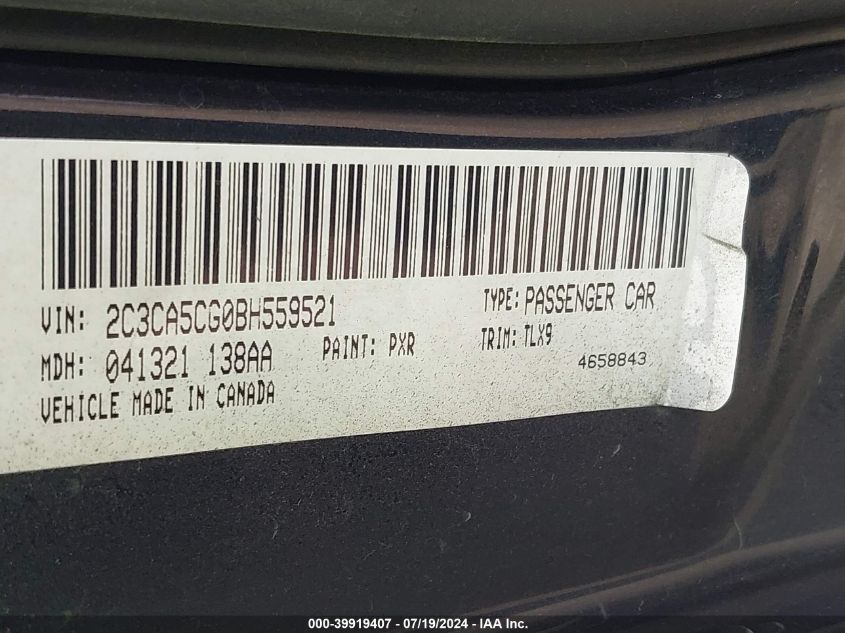 VIN: 2C3CA5CG0BH559521 TYPE: PASSENGER CAR
MDH: 041321 138AA PAINT: PXR TRIM: TLX9
VEHICLE MADE IN CANADA 4658843
000-39919407 - 07/19/2024 - IAA Inc.